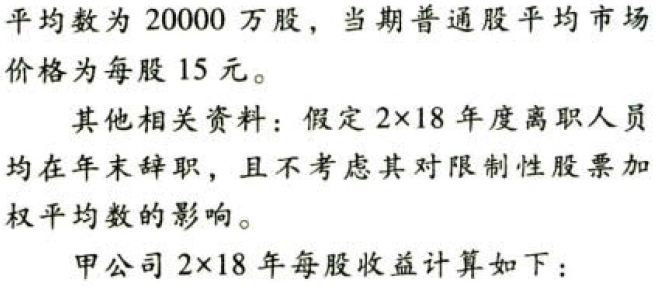 平均数为 20000 万股，当期普通股平均市场
价格为每股 15 元。
其他相关资料：假定 2×18 年度离职人员
均在年末辞职，且不考虑其对限制性股票加
权平均数的影响。
甲公司 2×18 年每股收益计算如下：